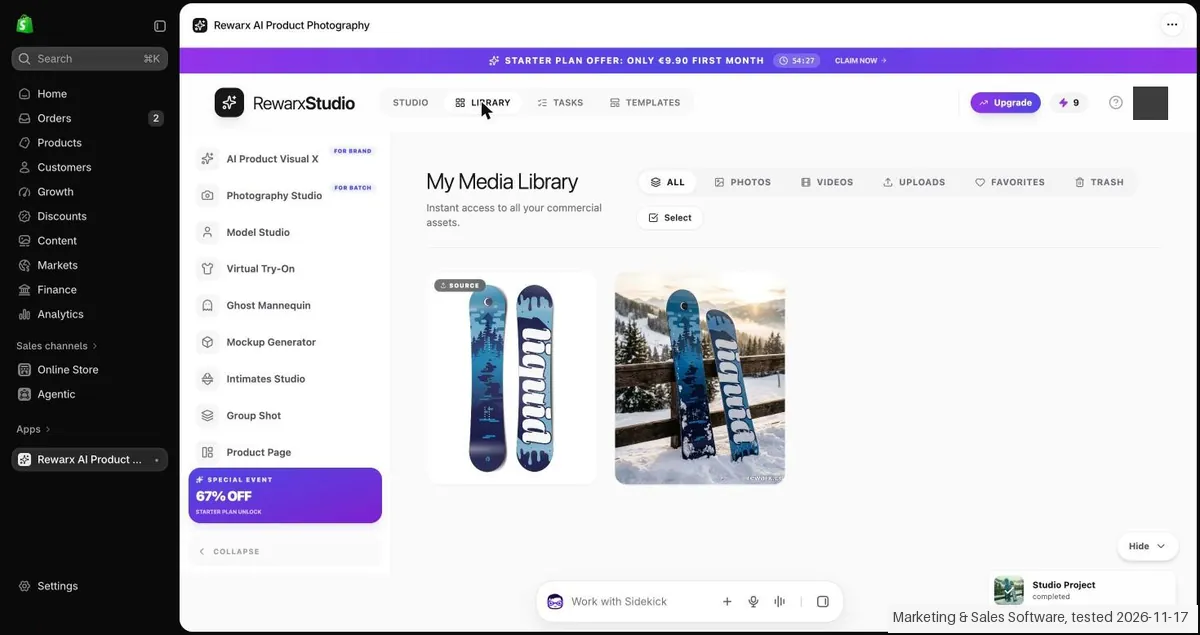 Rewarx AI Product Photography
Search ⌘K
Home
Orders 2
Products
Customers
Growth
Discounts
Content
Markets
Finance
Analytics
Sales channels
Online Store
Agentic
Apps
Rewarx AI Product ...
Settings
STARTER PLAN OFFER: ONLY €9.90 FIRST MONTH 54:27 CLAIM NOW →
RewarxStudio
STUDIO LIBRARY TASKS TEMPLATES
Upgrade 9
AI Product Visual X FOR BRAND
Photography Studio FOR BATCH
Model Studio
Virtual Try-On
Ghost Mannequin
Mockup Generator
Intimates Studio
Group Shot
Product Page
SPECIAL EVENT
67% OFF
STARTER PLAN UNLOCK
COLLAPSE
My Media Library
Instant access to all your commercial
assets.
ALL PHOTOS VIDEOS UPLOADS FAVORITES TRASH
Select
SOURCE
liquid
liquid
Hide
Studio Project
completed
Work with Sidekick
Marketing & Sales Software, tested 2026-11-17